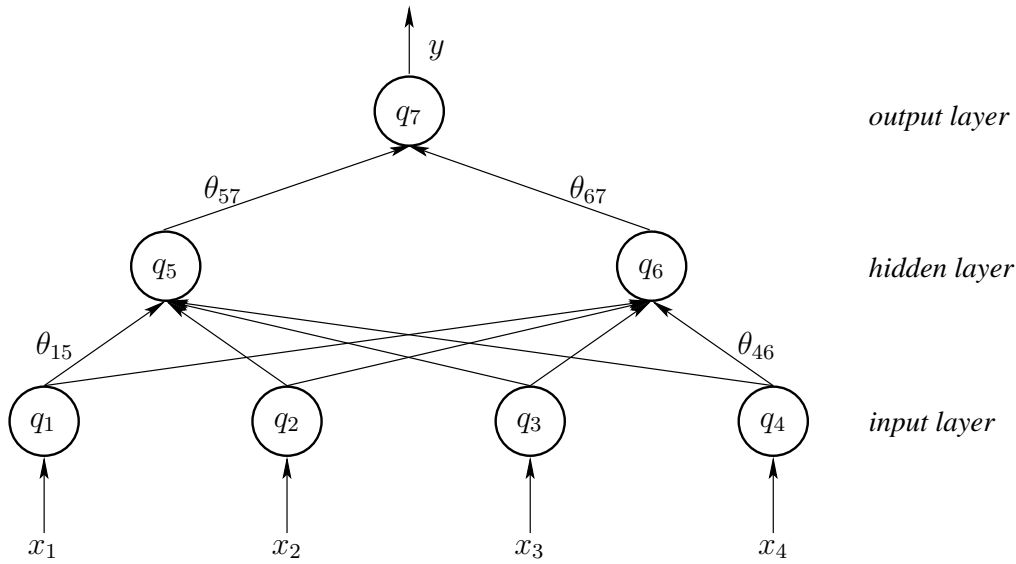 y
q₇
output layer
θ₅₇ θ₆₇
q₅ q₆
hidden layer
θ₁₅ θ₄₆
q₁ q₂ q₃ q₄
input layer
x₁ x₂ x₃ x₄